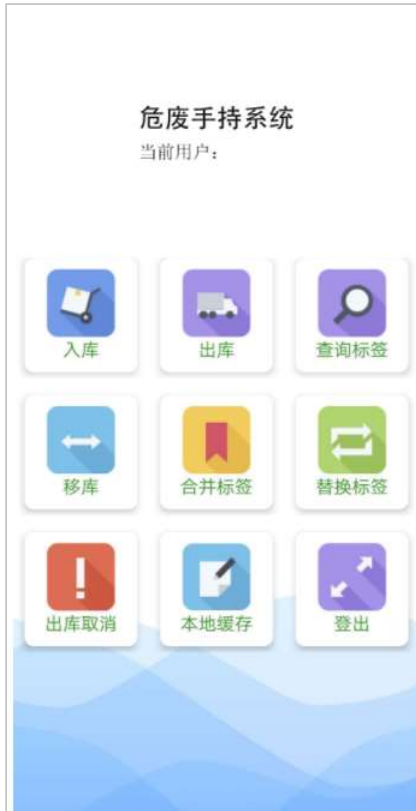 危废手持系统
当前用户：
入库
出库
查询标签
移库
合并标签
替换标签
出库取消
本地缓存
登出